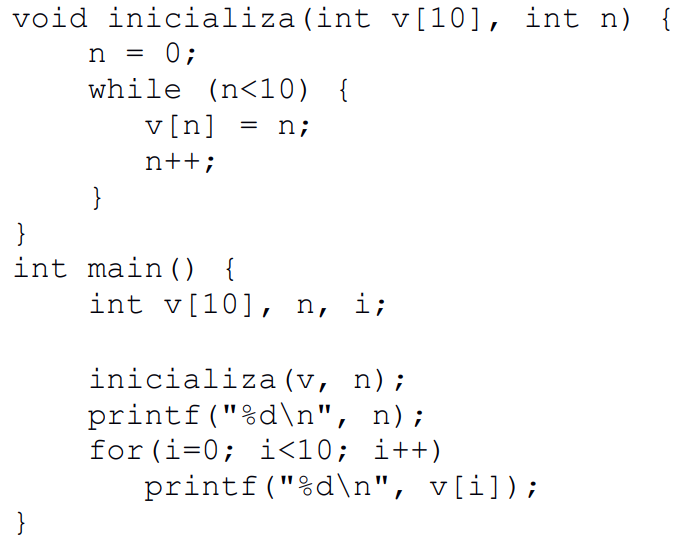 void inicializa(int v[10], int n) {
    n = 0;
    while (n<10) {
       v[n] = n;
       n++;
    }
}
int main() {
    int v[10], n, i;

    inicializa(v, n);
    printf("%d\n", n);
    for(i=0; i<10; i++)
       printf("%d\n", v[i]);
}